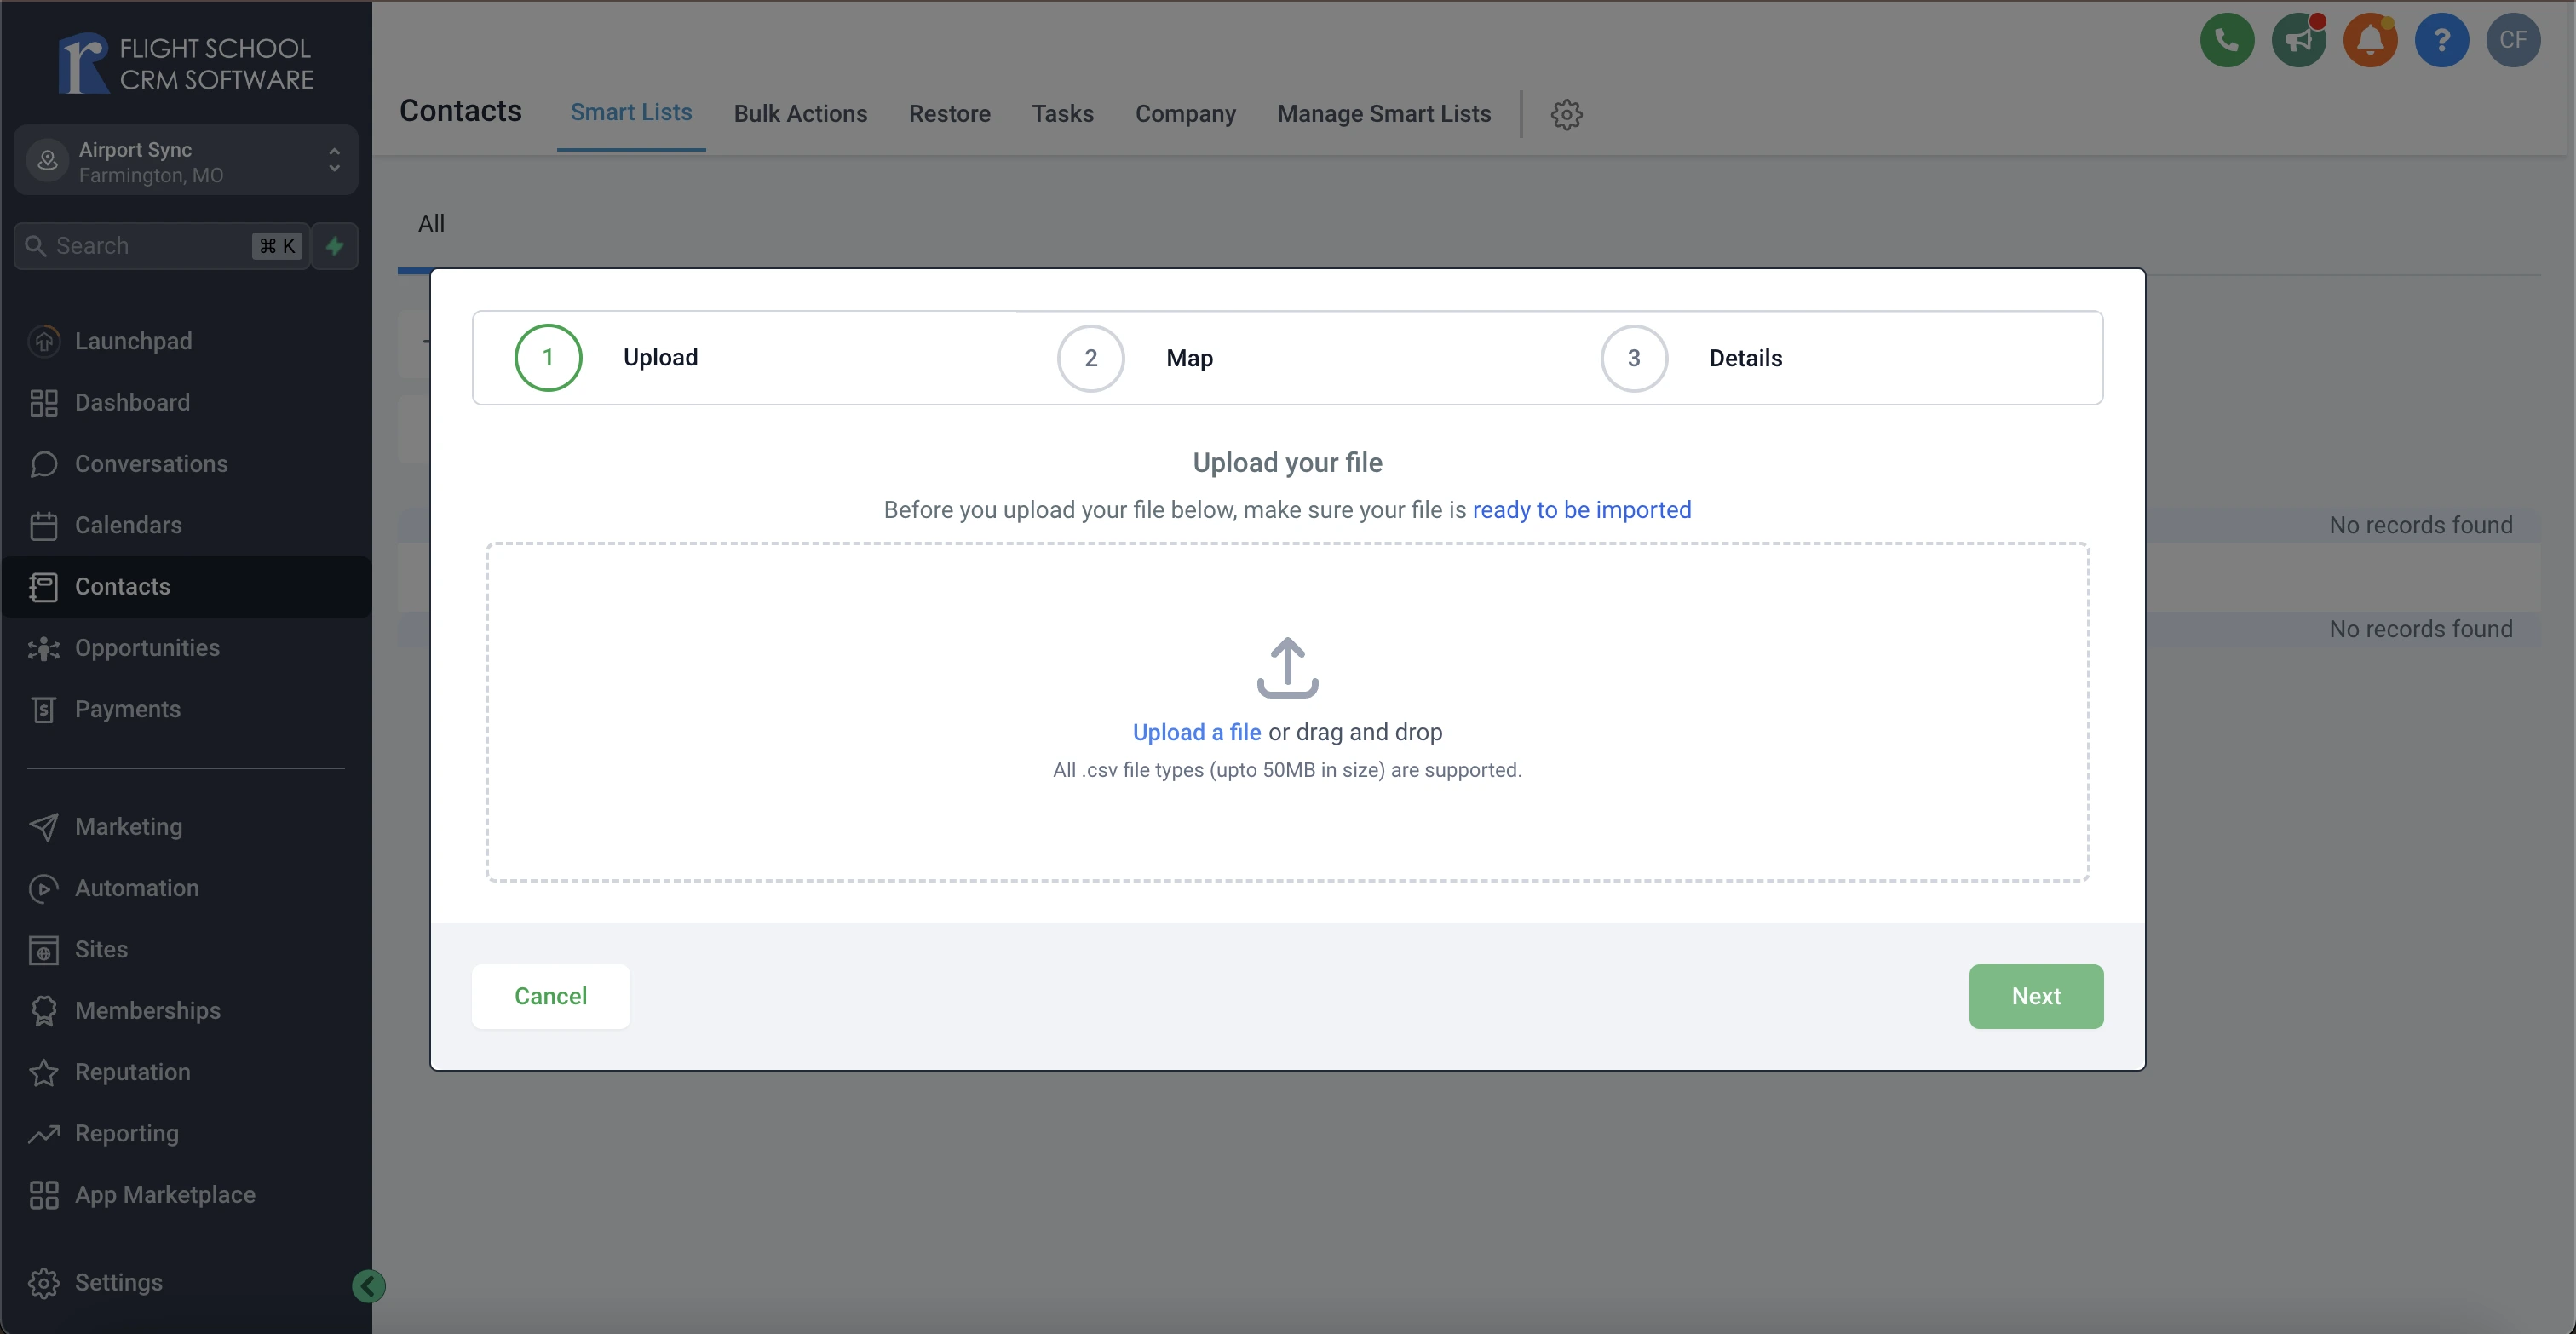 FLIGHT SCHOOL
CRM SOFTWARE
Airport Sync
Farmington, MO
Search
⌘ K
Launchpad
Dashboard
Conversations
Calendars
Contacts
Opportunities
Payments
Marketing
Automation
Sites
Memberships
Reputation
Reporting
App Marketplace
Settings
CF
Contacts Smart Lists Bulk Actions Restore Tasks Company Manage Smart Lists
All
1 Upload 2 Map 3 Details
Upload your file
Before you upload your file below, make sure your file is ready to be imported
Upload a file or drag and drop
All .csv file types (upto 50MB in size) are supported.
Cancel
Next
No records found
No records found